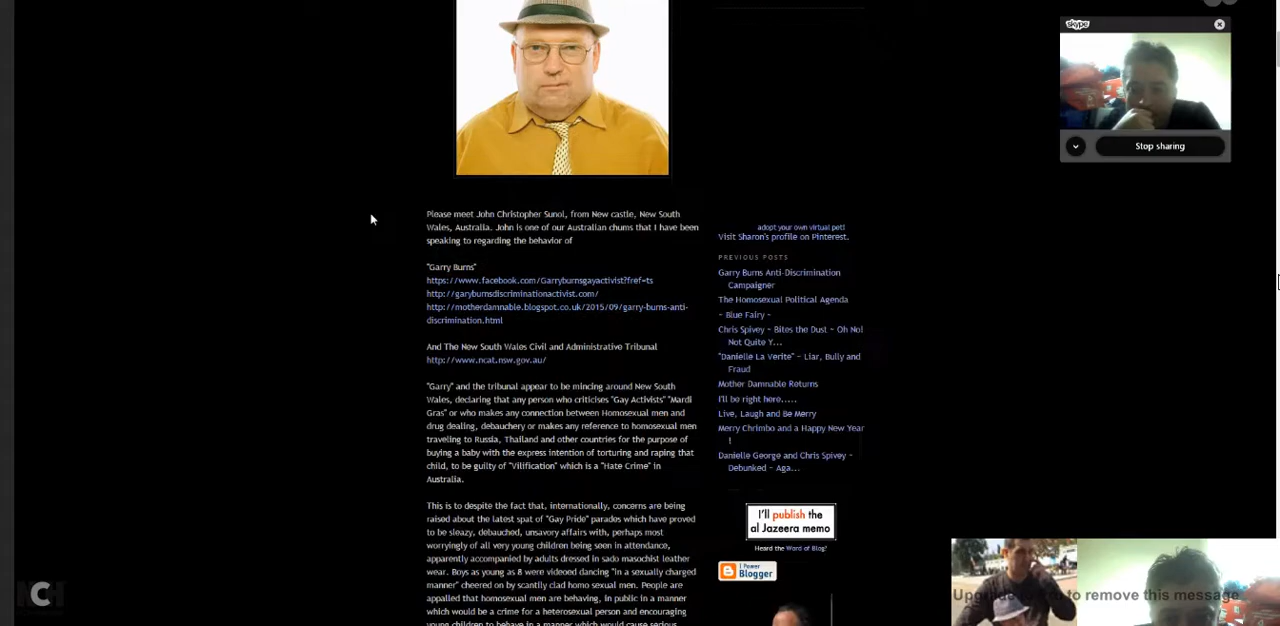 skype
Stop sharing
Please meet John Christopher Sunol, from New castle, New South
Wales, Australia. John is one of our Australian chums that I have been
speaking to regarding the behavior of
"Garry Burns"
https://www.facebook.com/Garryburnsgayactivist?fref=ts
http://garyburnsdiscriminationactivist.com/
http://motherdamnable.blogspot.co.uk/2015/09/garry-burns-anti-
discrimination.html
And The New South Wales Civil and Administrative Tribunal
http://www.ncat.nsw.gov.au/
"Garry" and the tribunal appear to be mincing around New South
Wales, declaring that any person who criticises "Gay Activists" "Mardi
Gras" or who makes any connection between Homosexual men and
drug dealing, debauchery or makes any reference to homosexual men
traveling to Russia, Thailand and other countries for the purpose of
buying a baby with the express intention of torturing and raping that
child, to be guilty of "Vilification" which is a "Hate Crime" in
Australia.
This is to despite the fact that, internationally, concerns are being
raised about the latest spat of "Gay Pride" parades which have proved
to be sleazy, debauched, unsavory affairs with, perhaps most
worryingly of all very young children being seen in attendance,
apparently accompanied by adults dressed in sado masochist leather
wear. Boys as young as 8 were videoed dancing "in a sexually charged
manner" cheered on by scantily clad homo sexual men. People are
appalled that homosexual men are behaving, in public in a manner
which would be a crime for a heterosexual person and encouraging
young children to behave in a manner which would cause serious
adopt your own virtual pet!
Visit Sharon's profile on Pinterest.
PREVIOUS POSTS
Garry Burns Anti-Discrimination
Campaigner
The Homosexual Political Agenda
~ Blue Fairy ~
Chris Spivey ~ Bites the Dust ~ Oh No!
Not Quite Y...
"Danielle La Verite" ~ Liar, Bully and
Fraud
Mother Damnable Returns
I'll be right here.....
Live, Laugh and Be Merry
Merry Chrimbo and a Happy New Year
!
Danielle George and Chris Spivey ~
Debunked ~ Aga...
I'll publish the
al Jazeera memo
Heard the Word of Blog?
I Power
Blogger
to remove this message